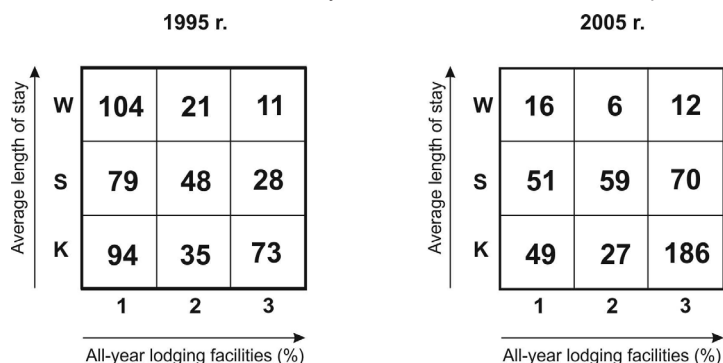 1995 r.
2005 r.
Average length of stay
W 104 21 11
S 79 48 28
K 94 35 73
1 2 3
All-year lodging facilities (%)
Average length of stay
W 16 6 12
S 51 59 70
K 49 27 186
1 2 3
All-year lodging facilities (%)